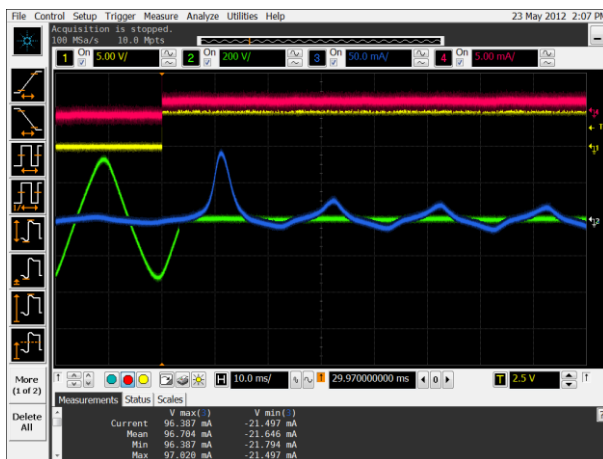 File Control Setup Trigger Measure Analyze Utilities Help 23 May 2012 2:07 P
Acquisition is stopped.
100 MSa/s 10.0 Mpts
1 On 5.00 V/ 2 On 200 V/ 3 On 50.0 mA/ 4 On 5.00 mA/
T
1
2
More
(1 of 2)
Delete
All
H 10.0 ms/ 29.970000000 ms 0 T 2.5 V
Measurements Status Scales
V max(3) V min(3)
Current 96.387 mA -21.497 mA
Mean 96.704 mA -21.646 mA
Min 96.387 mA -21.794 mA
Max 97.020 mA -21.497 mA